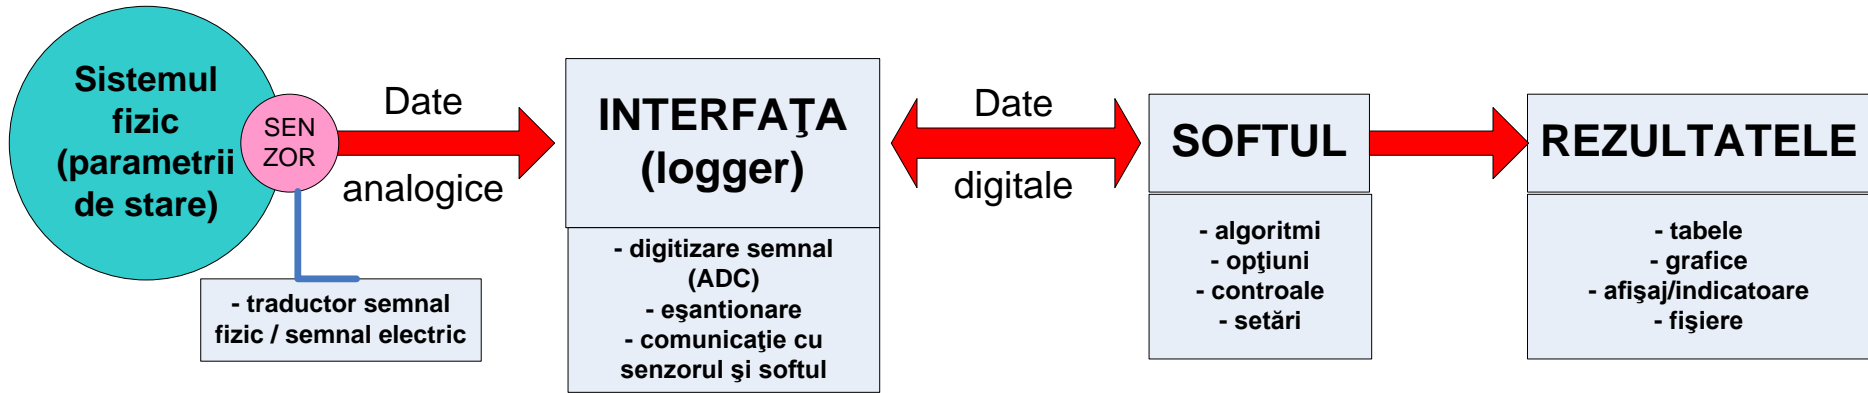 Sistemul
fizic
(parametrii
de stare)
SEN
ZOR
- traductor semnal
fizic / semnal electric
Date
analogice
INTERFAŢA
(logger)
- digitizare semnal
(ADC)
- eşantionare
- comunicaţie cu
senzorul şi softul
Date
digitale
SOFTUL
- algoritmi
- opţiuni
- controale
- setări
REZULTATELE
- tabele
- grafice
- afişaj/indicatoare
- fişiere